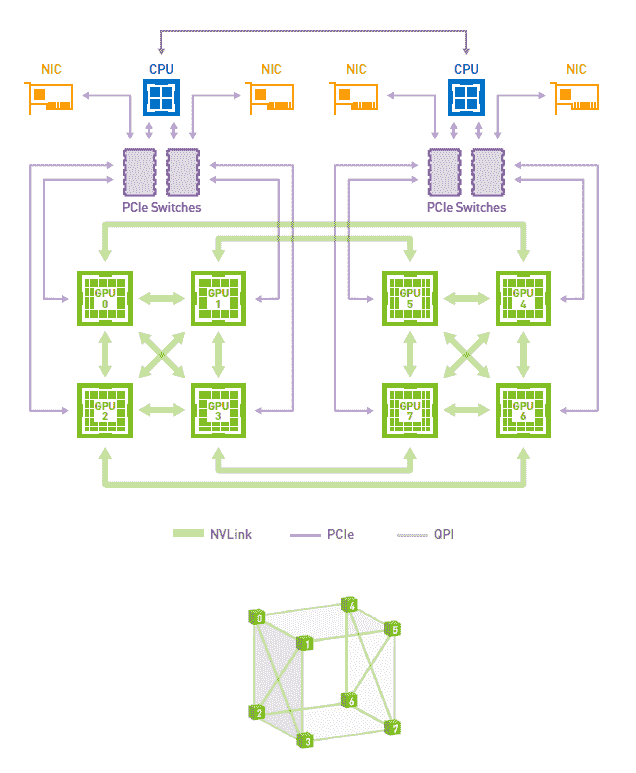 NIC
CPU
NIC
NIC
CPU
NIC
PCIe Switches
PCIe Switches
GPU
0
GPU
1
GPU
5
GPU
4
GPU
2
GPU
3
GPU
7
GPU
6
NVLink
PCIe
QPI
0
4
1
5
2
6
3
7